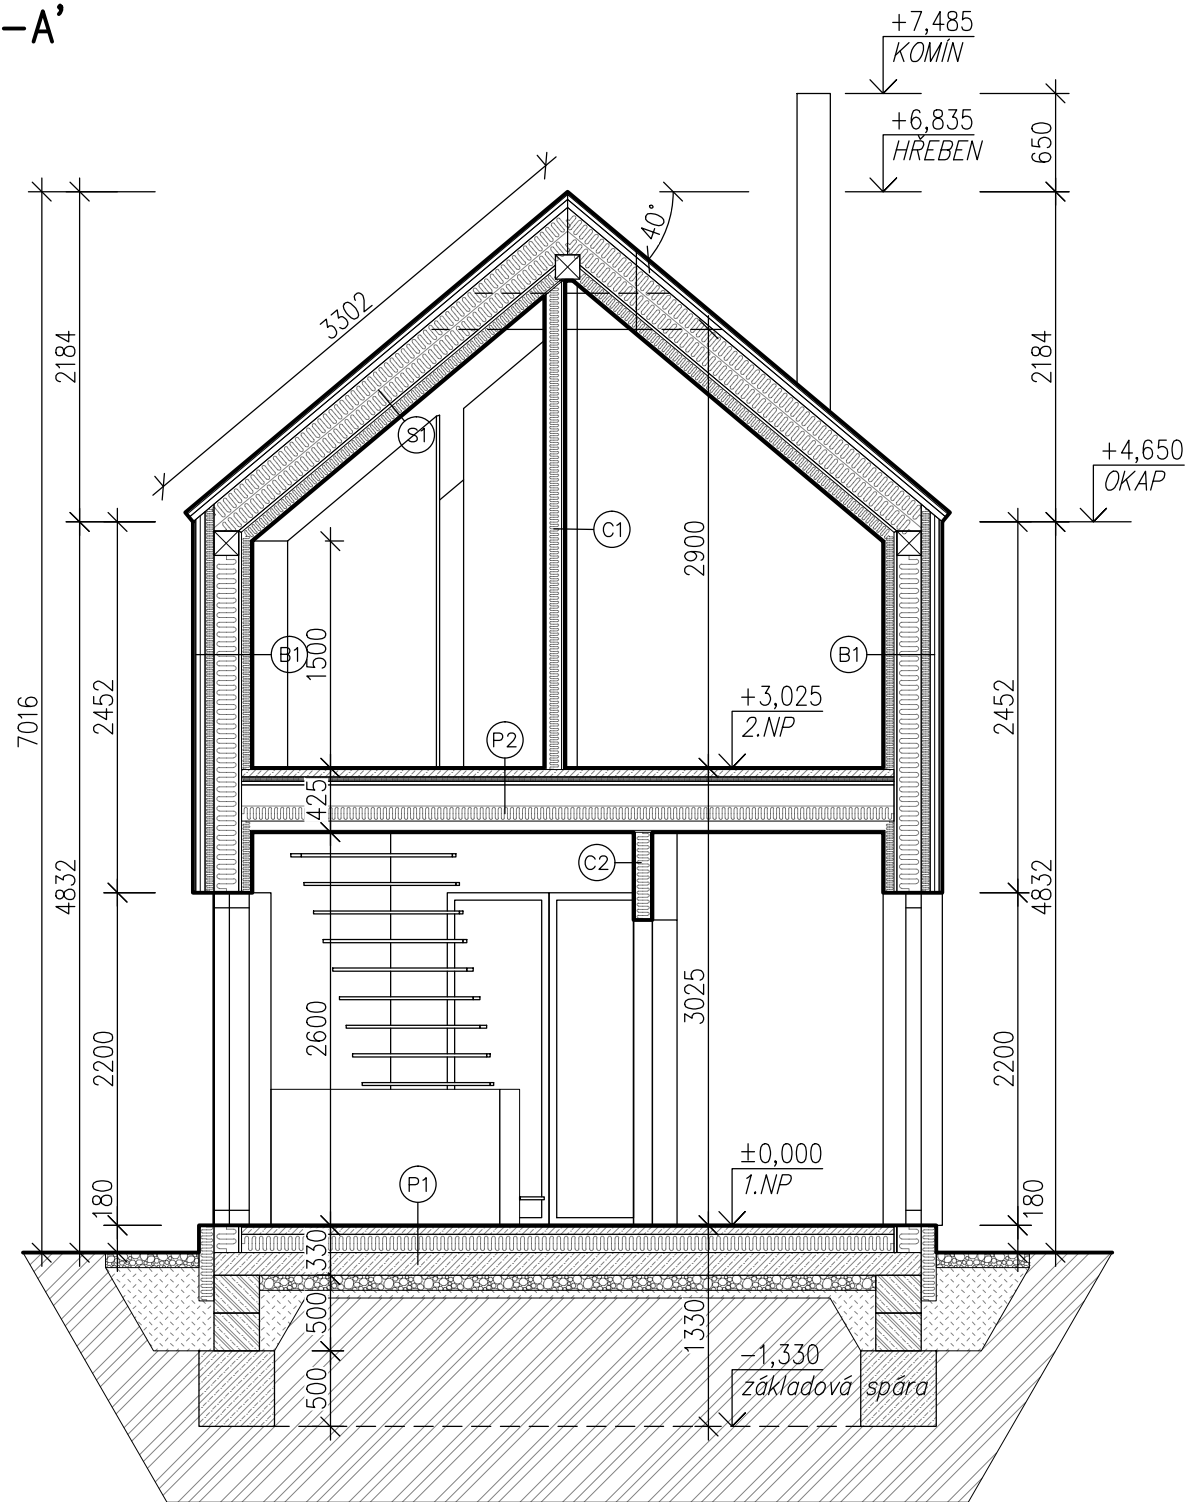 –A’
+7,485
KOMÍN
+6,835
HŘEBEN
650
40°
3302
2184
2184
S1
+4,650
OKAP
C1
2900
1500
B1
B1
7016
2452
2452
+3,025
2.NP
P2
425
C2
4832
4832
3025
2600
2200
2200
±0,000
1.NP
P1
180
180
330
500
1330
–1,330
základová spára
500